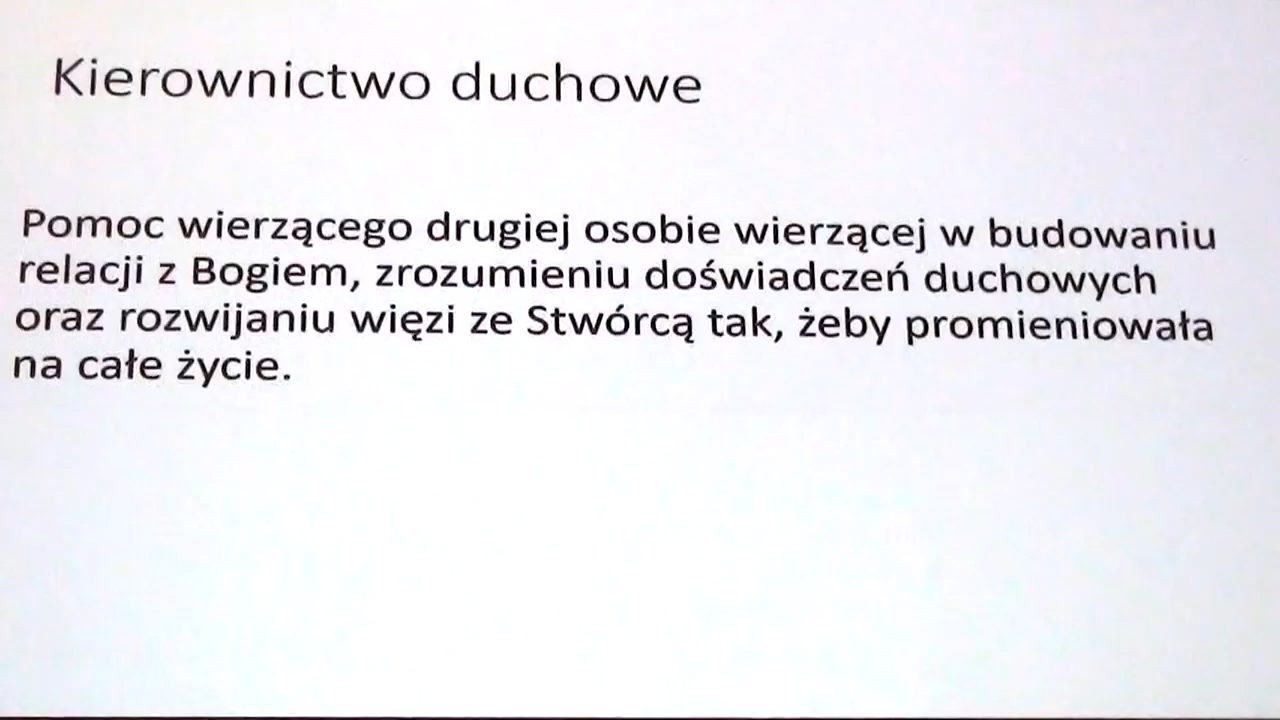 Kierownictwo duchowe
Pomoc wierzącego drugiej osobie wierzącej w budowaniu
relacji z Bogiem, zrozumieniu doświadczeń duchowych
oraz rozwijaniu więzi ze Stwórcą tak, żeby promieniowała
na całe życie.